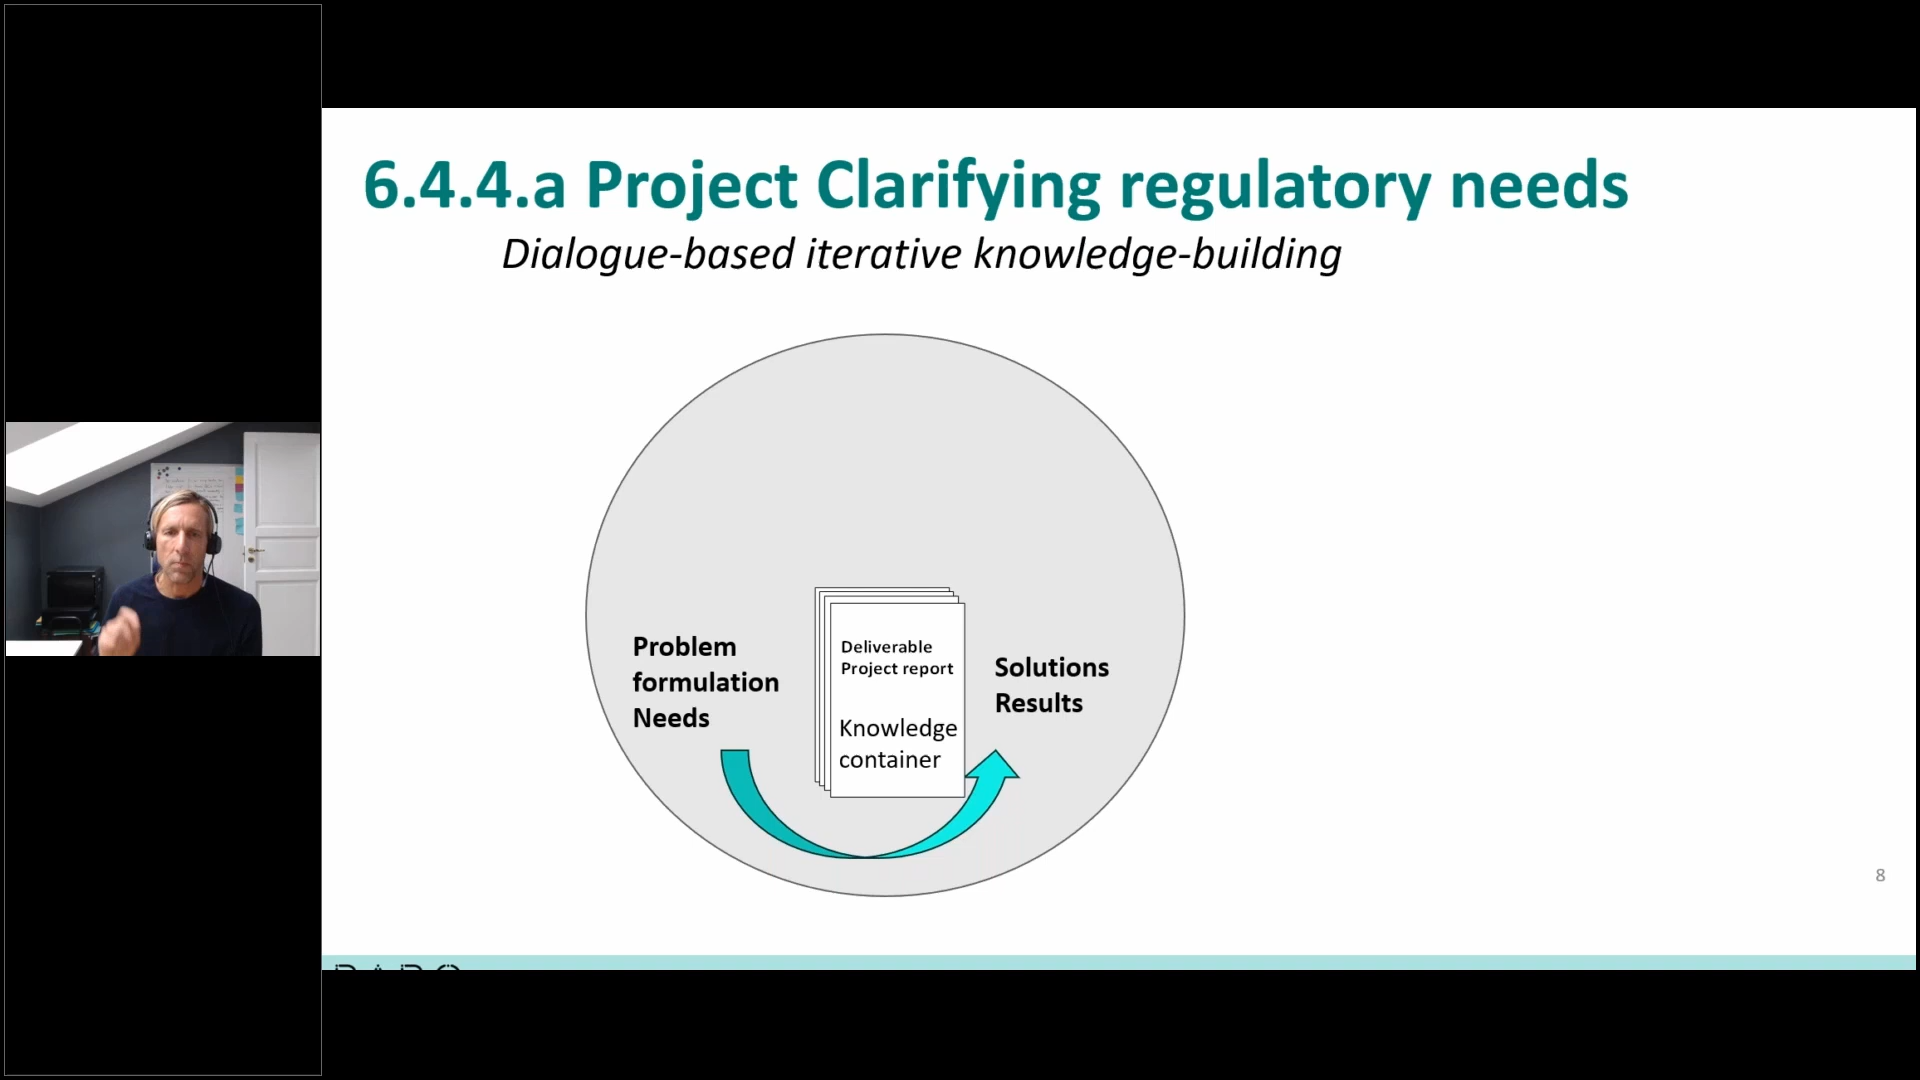 6.4.4.a Project Clarifying regulatory needs
Dialogue-based iterative knowledge-building
Problem
formulation
Needs
Deliverable
Project report
Knowledge
container
Solutions
Results
8